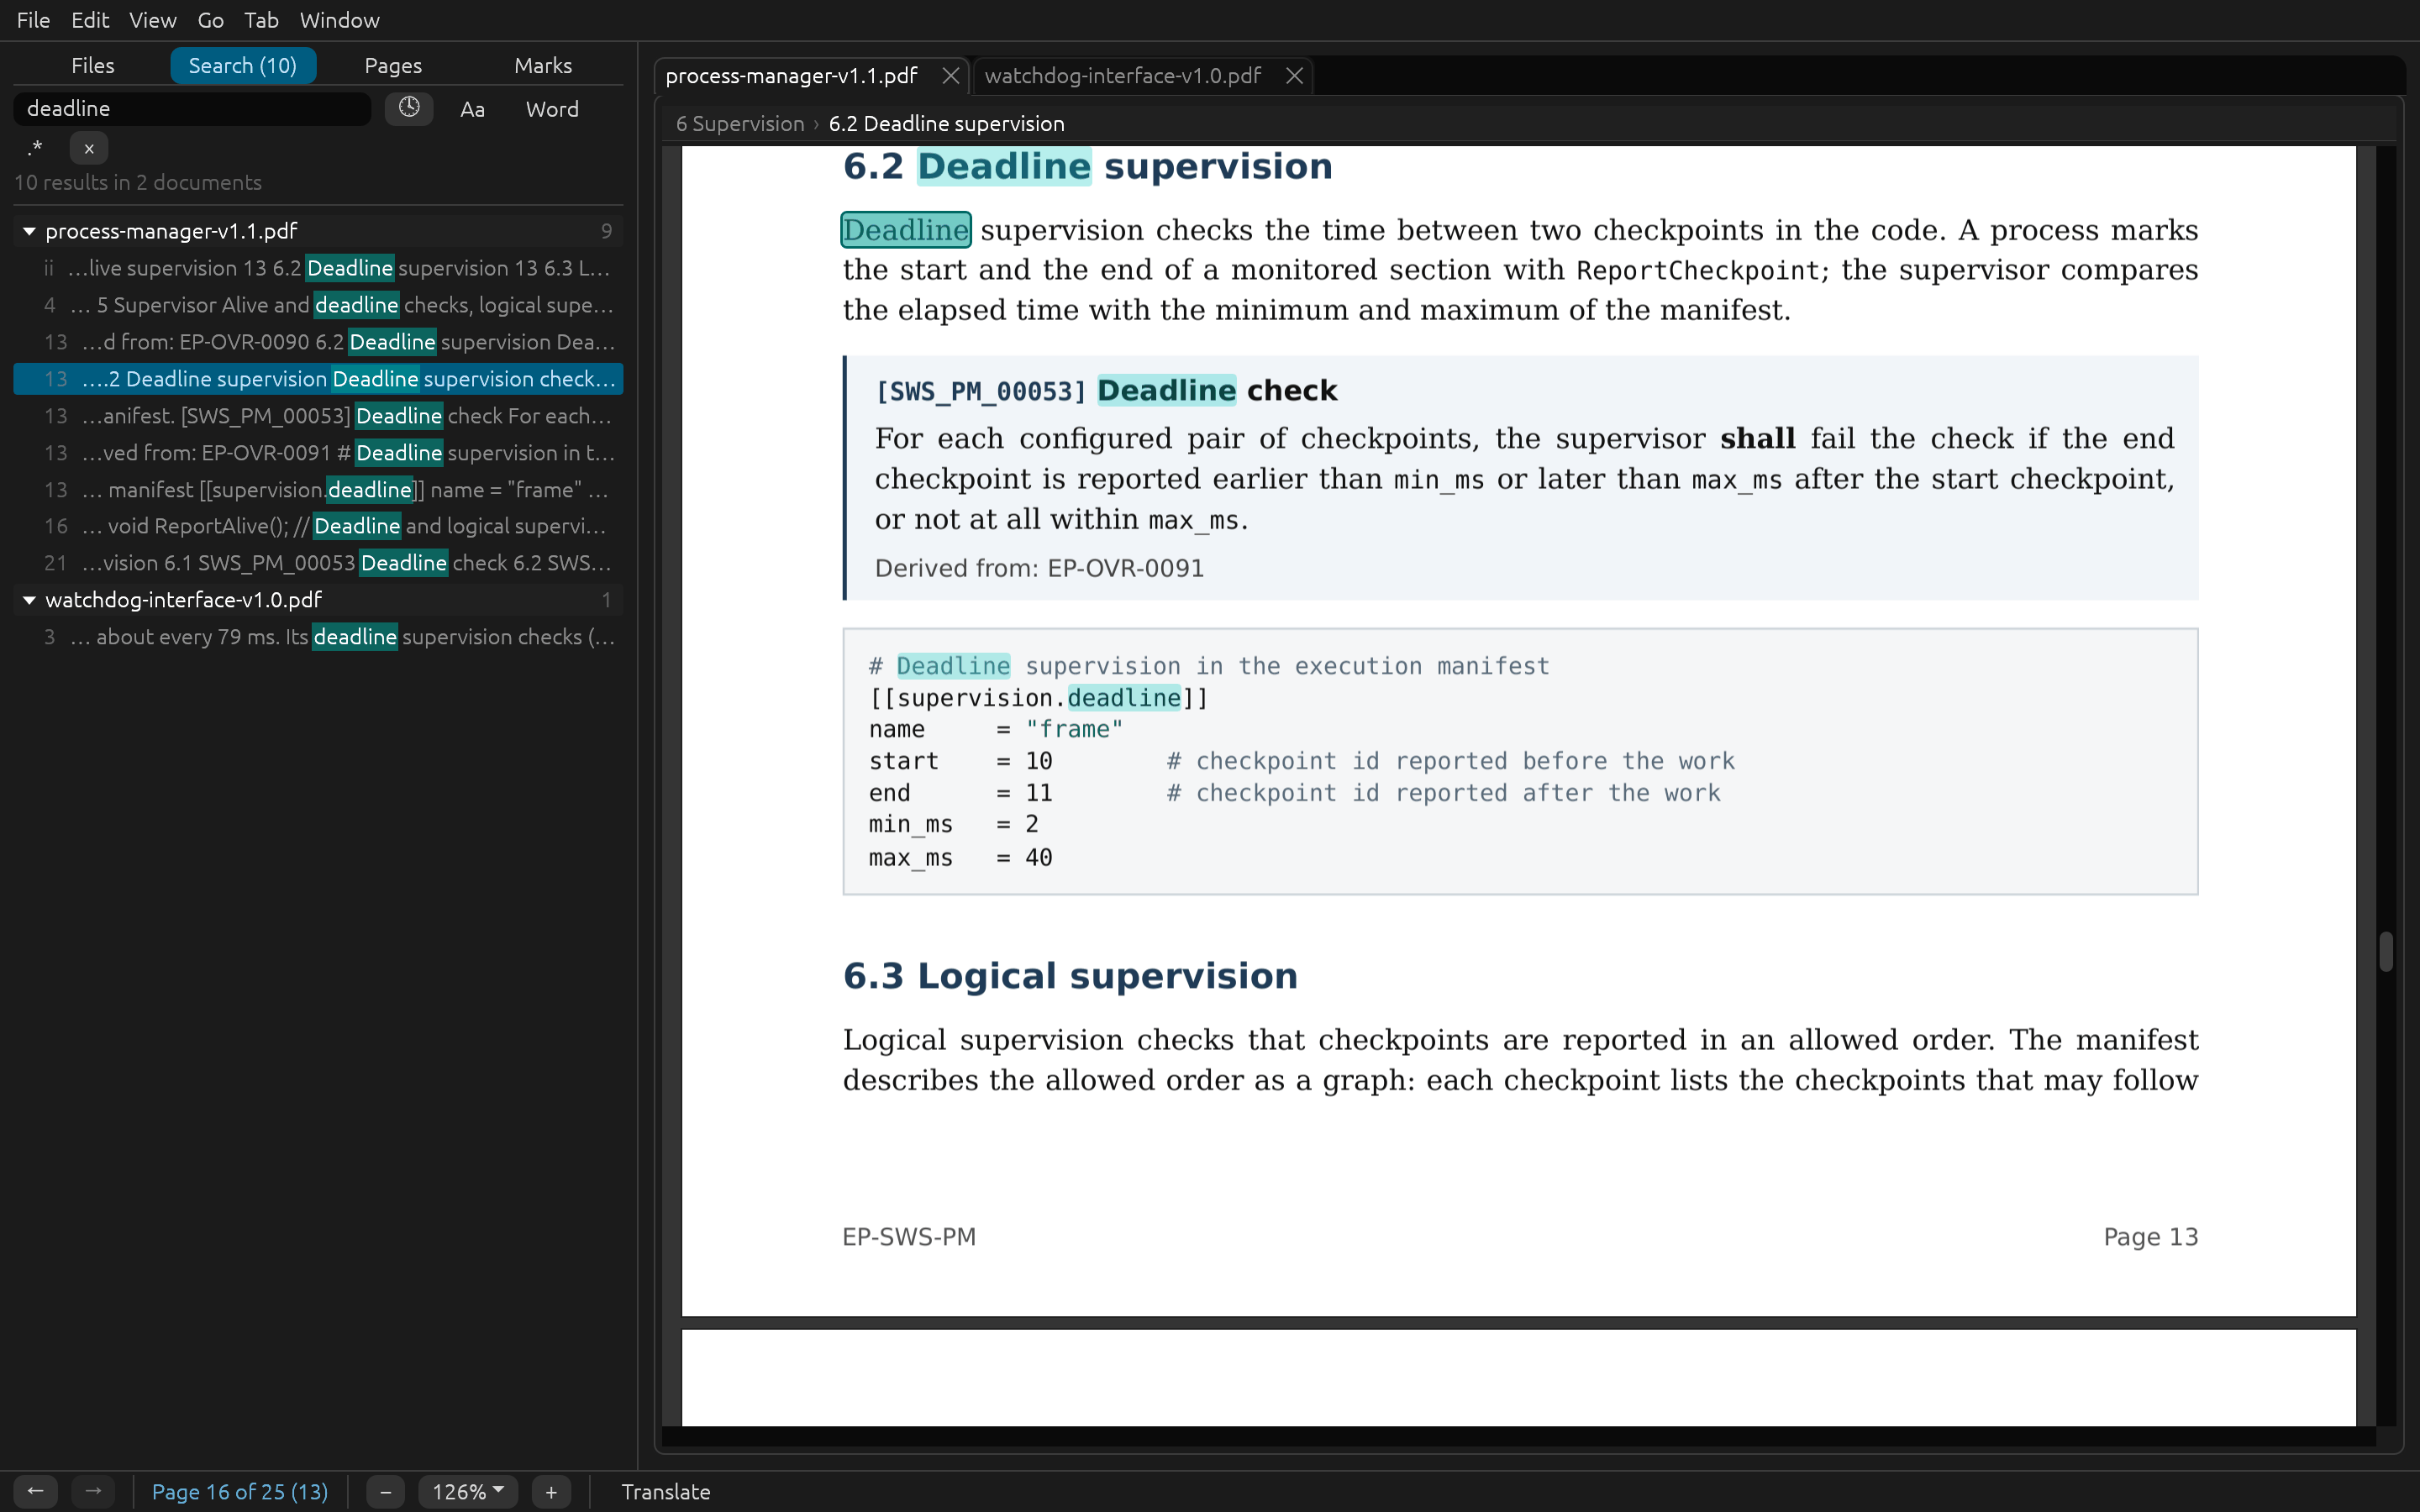 File Edit View Go Tab Window
Files Search (10) Pages Marks
deadline Aa Word
.* ×
10 results in 2 documents
process-manager-v1.1.pdf 9
ii …live supervision 13 6.2 Deadline supervision 13 6.3 L…
4 … 5 Supervisor Alive and deadline checks, logical supe…
13 …d from: EP-OVR-0090 6.2 Deadline supervision Dea…
13 ….2 Deadline supervision Deadline supervision check…
13 …anifest. [SWS_PM_00053] Deadline check For each…
13 …ved from: EP-OVR-0091 # Deadline supervision in t…
13 … manifest [[supervision.deadline]] name = "frame" …
16 … void ReportAlive(); // Deadline and logical supervi…
21 …vision 6.1 SWS_PM_00053 Deadline check 6.2 SWS…
watchdog-interface-v1.0.pdf 1
3 … about every 79 ms. Its deadline supervision checks (…
process-manager-v1.1.pdf watchdog-interface-v1.0.pdf
6 Supervision › 6.2 Deadline supervision
6.2 Deadline supervision
Deadline supervision checks the time between two checkpoints in the code. A process marks
the start and the end of a monitored section with ReportCheckpoint; the supervisor compares
the elapsed time with the minimum and maximum of the manifest.
[SWS_PM_00053] Deadline check
For each configured pair of checkpoints, the supervisor shall fail the check if the end
checkpoint is reported earlier than min_ms or later than max_ms after the start checkpoint,
or not at all within max_ms.
Derived from: EP-OVR-0091
# Deadline supervision in the execution manifest
[[supervision.deadline]]
name = "frame"
start = 10 # checkpoint id reported before the work
end = 11 # checkpoint id reported after the work
min_ms = 2
max_ms = 40
6.3 Logical supervision
Logical supervision checks that checkpoints are reported in an allowed order. The manifest
describes the allowed order as a graph: each checkpoint lists the checkpoints that may follow
EP-SWS-PM Page 13
← → Page 16 of 25 (13) − 126% + Translate